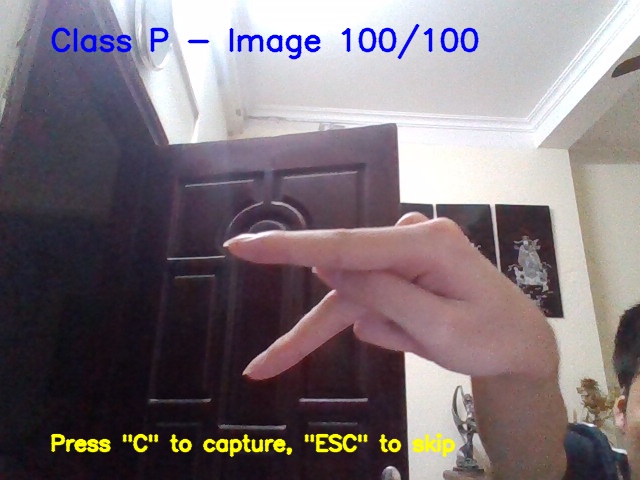 Class P - Image 100/100
Press "C" to capture, "ESC" to skip